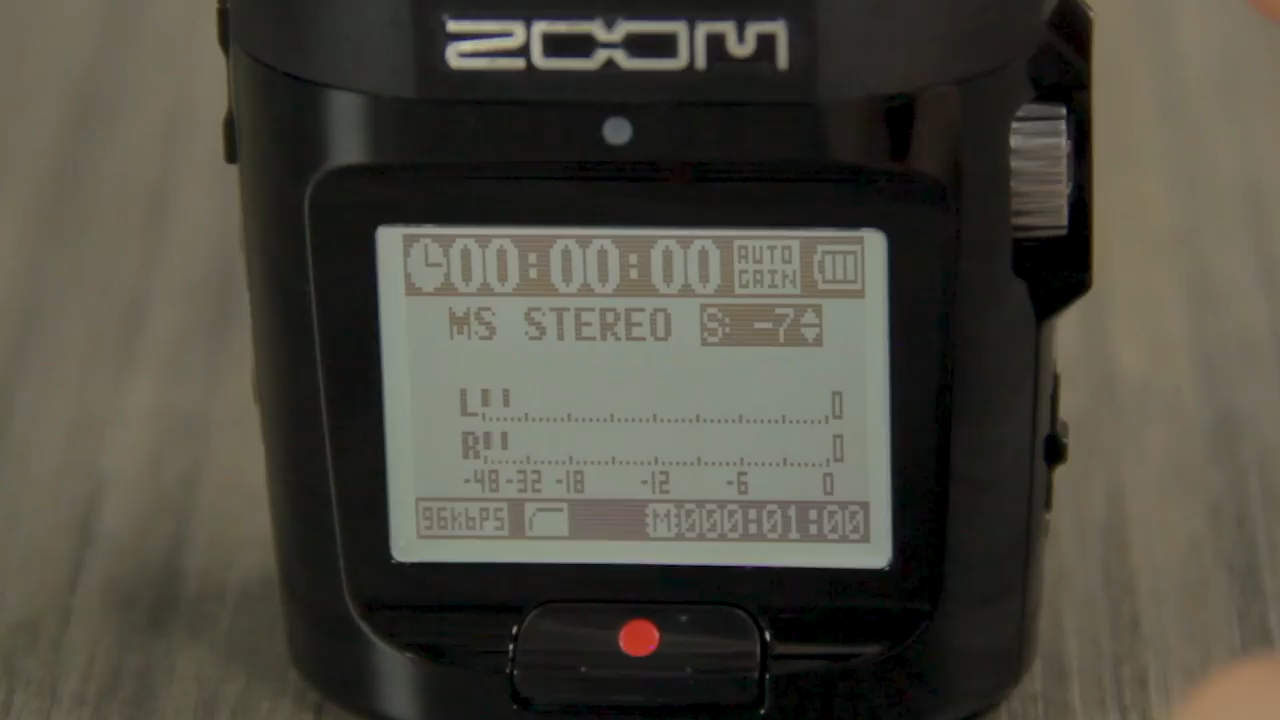 ZOOM
00:00:00 AUTO GAIN
MS STEREO S: -7
L 0
R 0
-48 -32 -18 -12 -6 0
96kbPS M 000:01:00